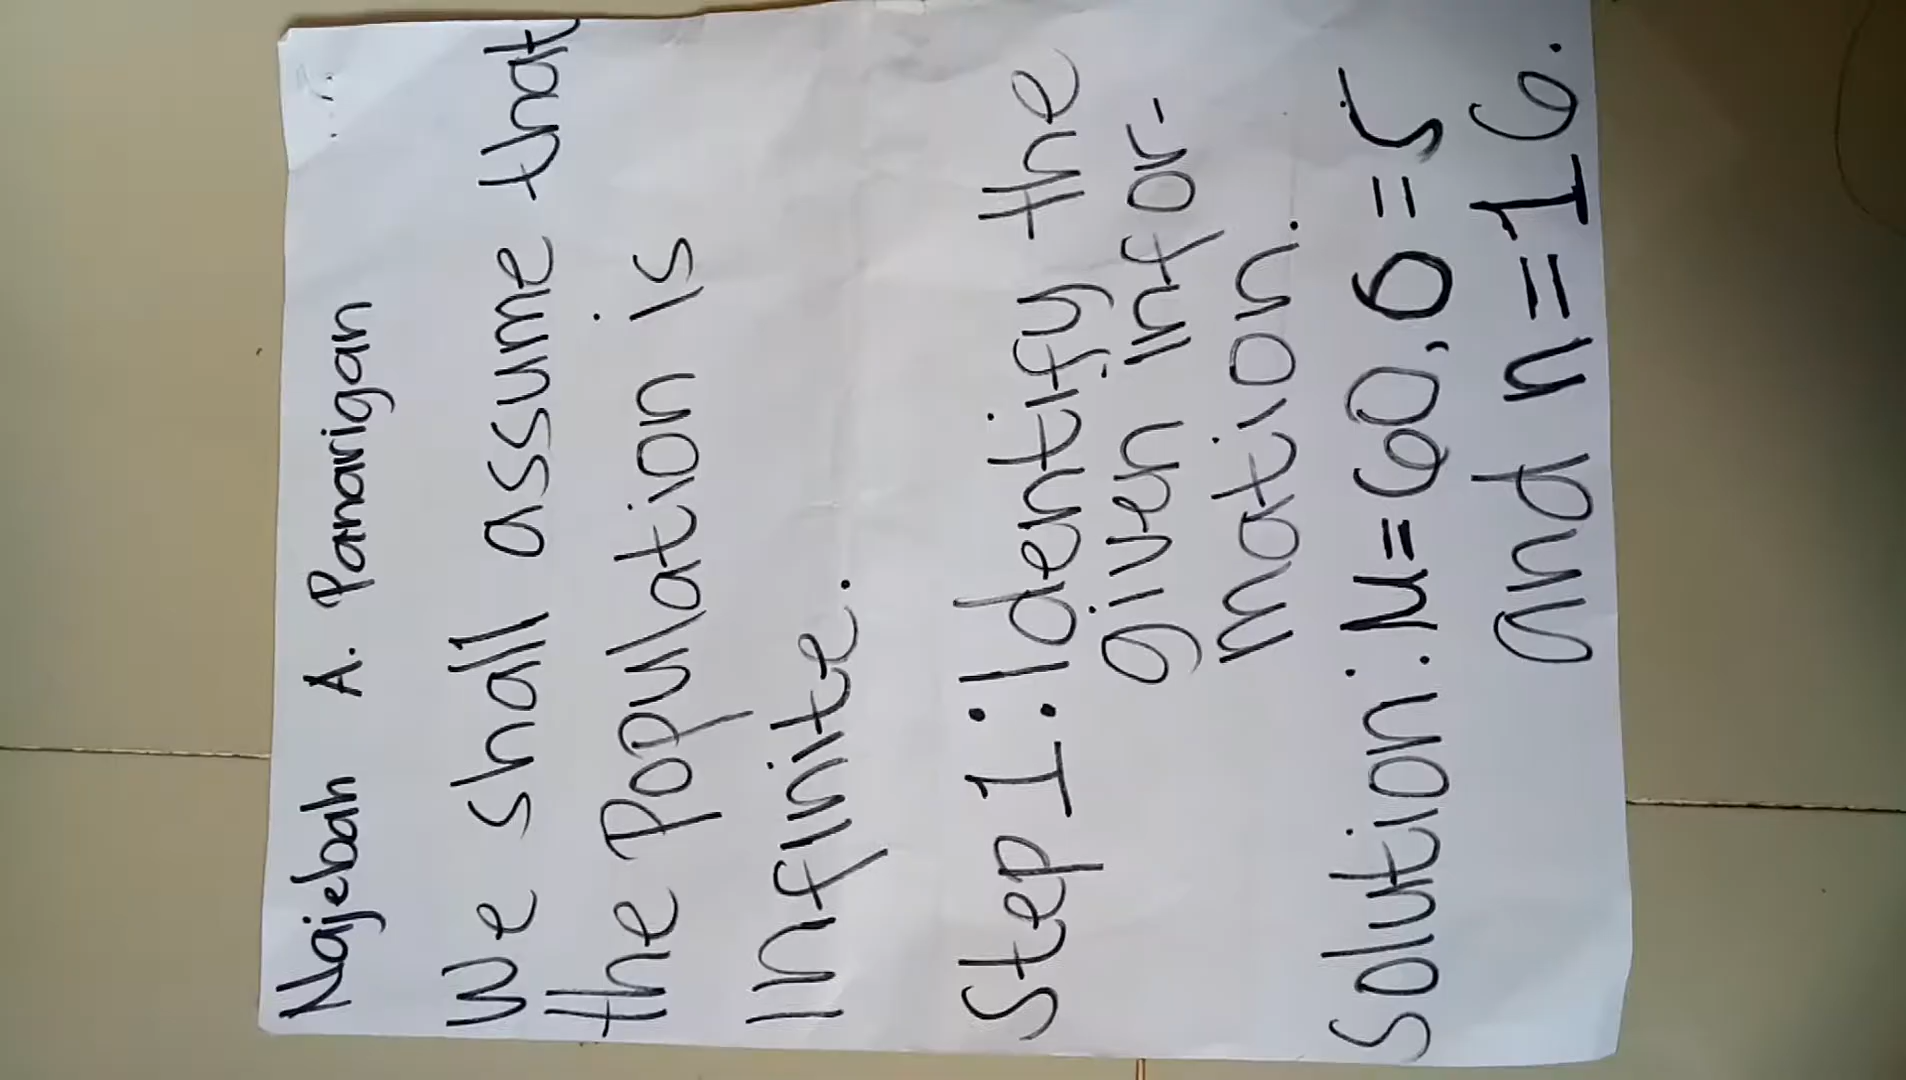 Najebah A. Panarigan
We shall assume that
the Population is
Infinite.
Step 1: Identify the
given infor-
mation.
Solution: μ=60, σ=5
and n=16.